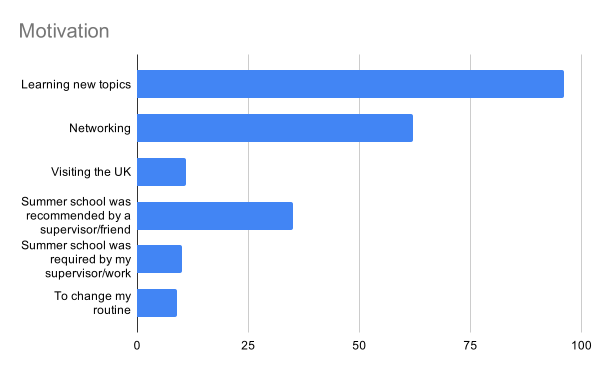 Motivation
Learning new topics
Networking
Visiting the UK
Summer school was
recommended by a
supervisor/friend
Summer school was
required by my
supervisor/work
To change my
routine
0 25 50 75 100